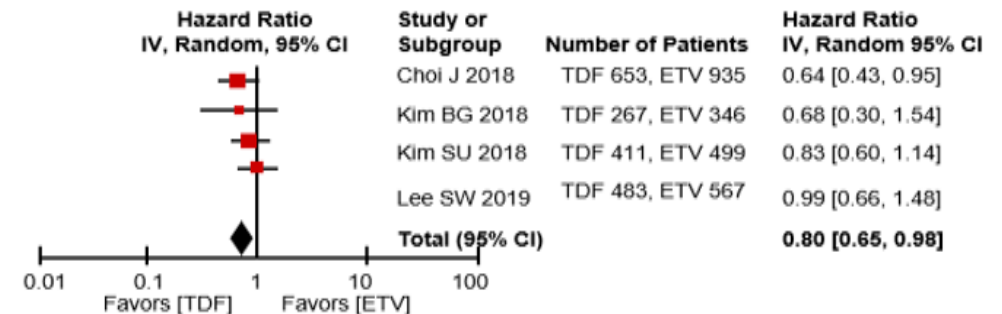 Hazard Ratio
IV, Random, 95% CI
Study or
Subgroup
Number of Patients
Hazard Ratio
IV, Random 95% CI
Choi J 2018 TDF 653, ETV 935 0.64 [0.43, 0.95]
Kim BG 2018 TDF 267, ETV 346 0.68 [0.30, 1.54]
Kim SU 2018 TDF 411, ETV 499 0.83 [0.60, 1.14]
Lee SW 2019 TDF 483, ETV 567 0.99 [0.66, 1.48]
Total (95% CI) 0.80 [0.65, 0.98]
0.01 0.1 1 10 100
Favors [TDF] Favors [ETV]